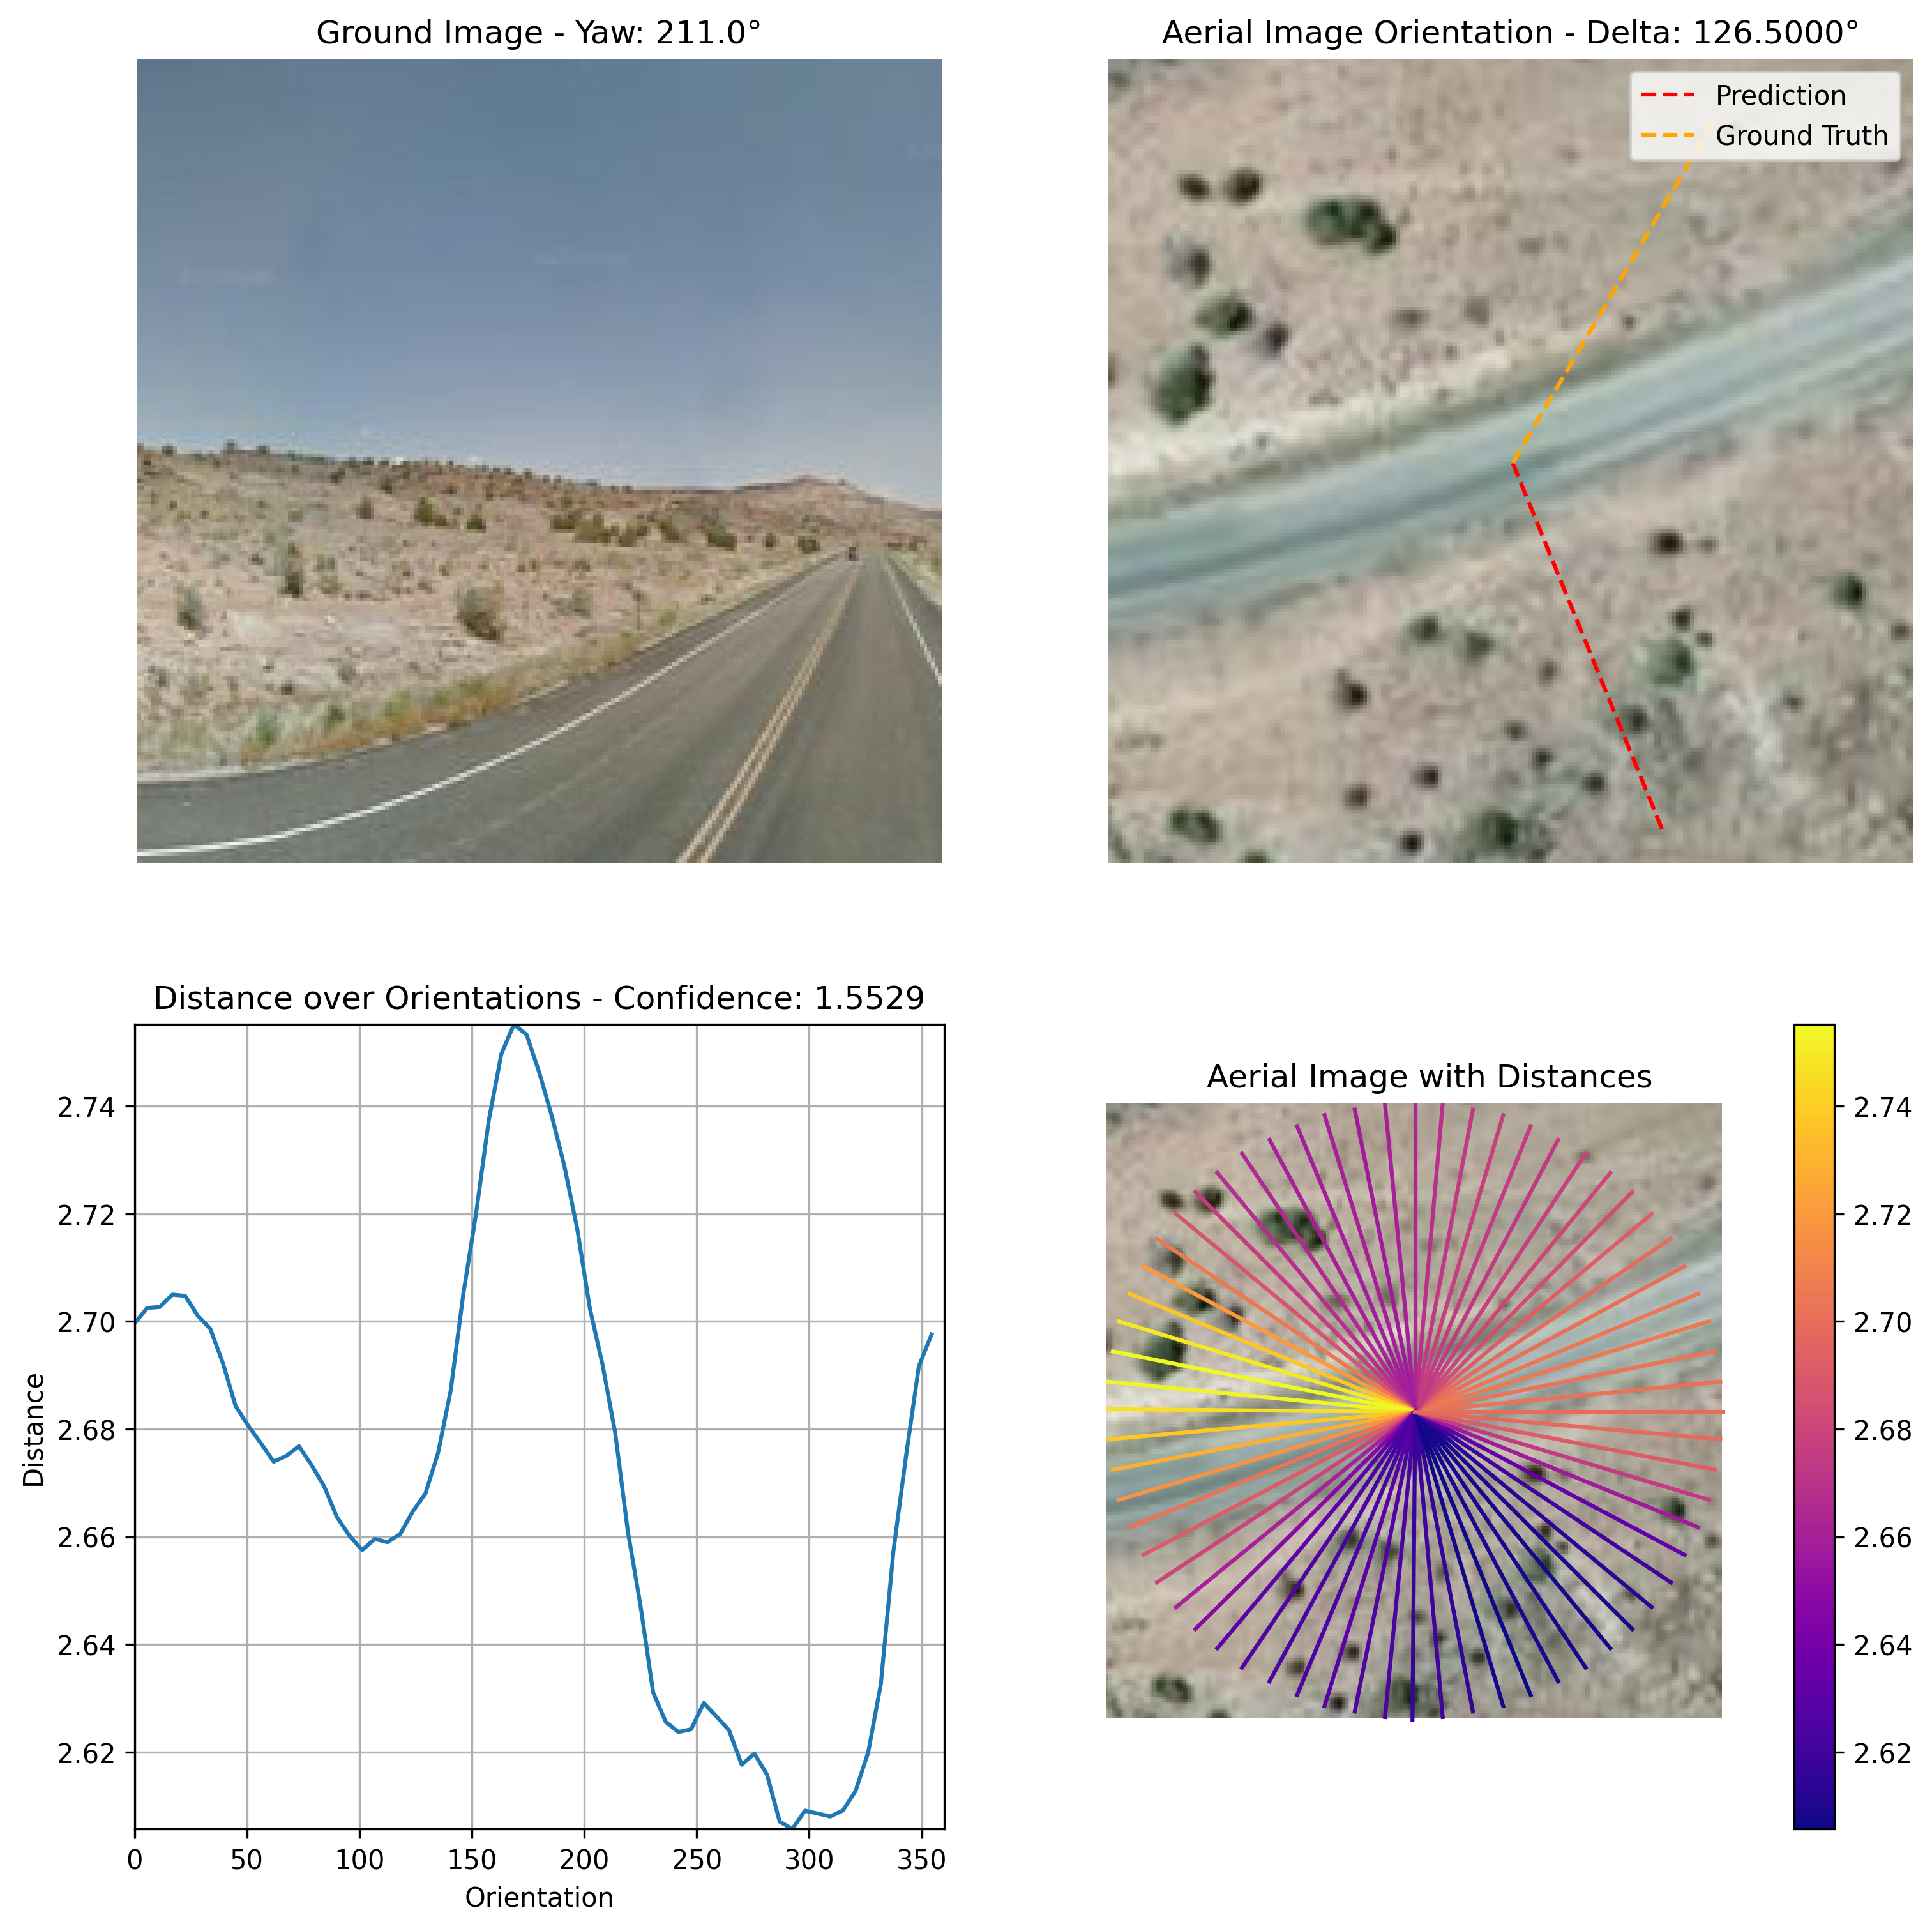 Ground Image - Yaw: 211.0°
Aerial Image Orientation - Delta: 126.5000°
Prediction
Ground Truth
Distance over Orientations - Confidence: 1.5529
2.74
2.72
2.70
2.68
2.66
2.64
2.62
Distance
0
50
100
150
200
250
300
350
Orientation
Aerial Image with Distances
2.74
2.72
2.70
2.68
2.66
2.64
2.62